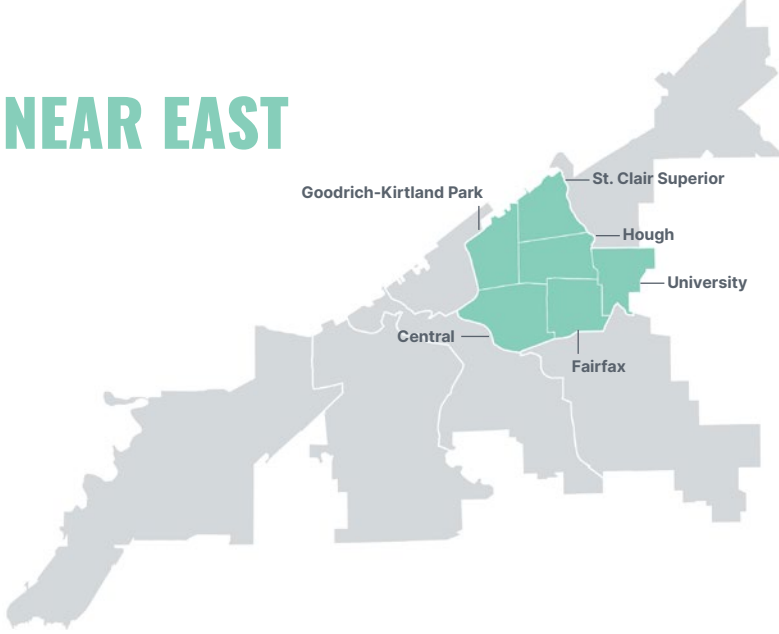 NEAR EAST
St. Clair Superior
Goodrich-Kirtland Park
Hough
University
Central
Fairfax